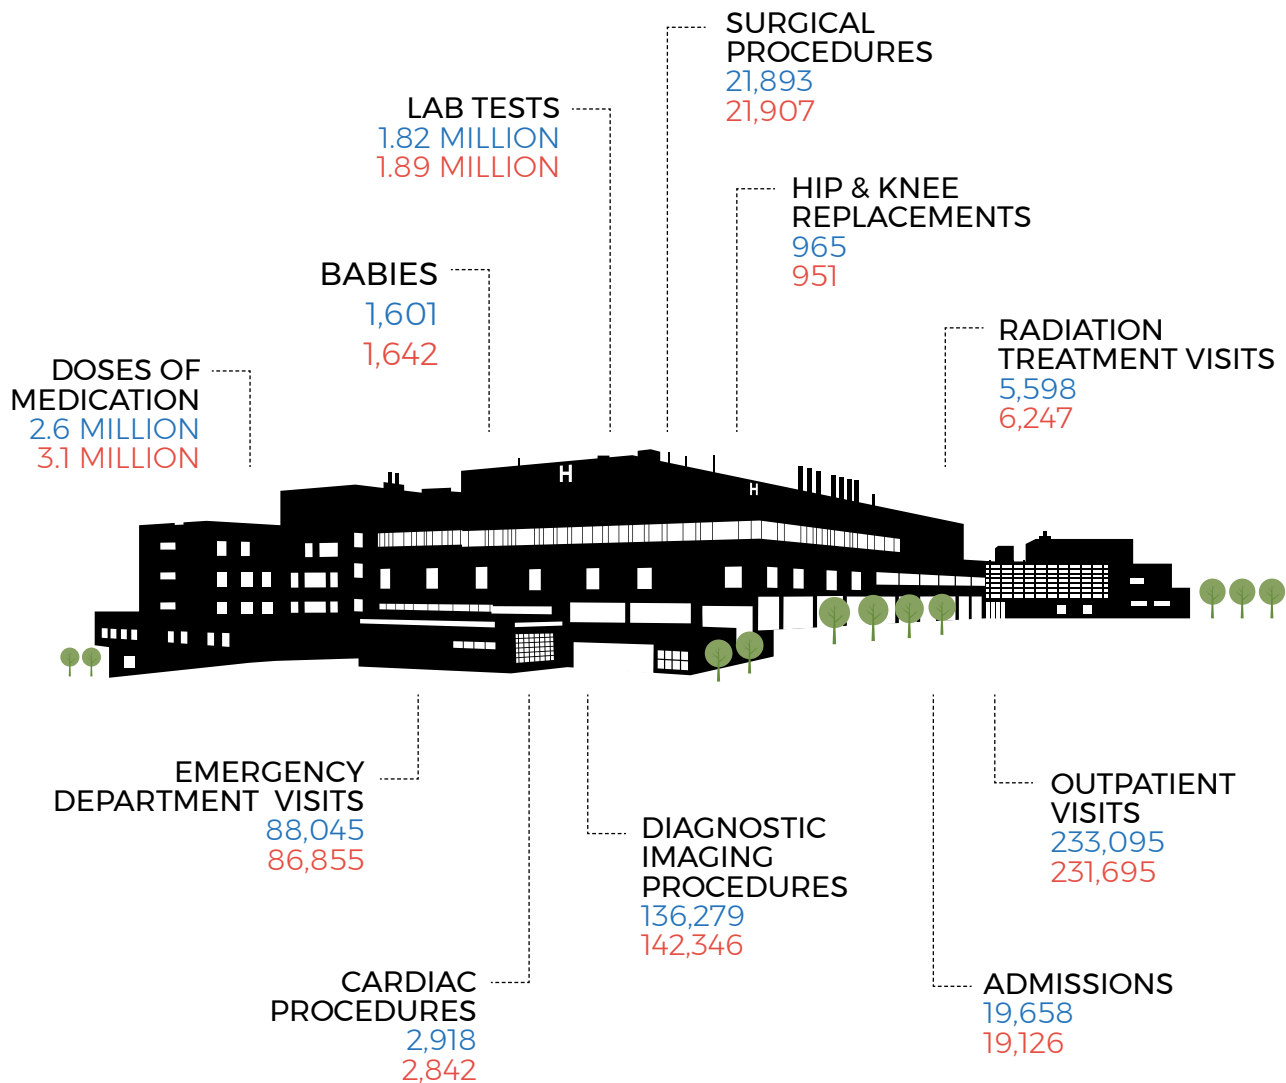 SURGICAL
PROCEDURES
21,893
21,907
LAB TESTS
1.82 MILLION
1.89 MILLION
HIP & KNEE
REPLACEMENTS
965
951
BABIES
1,601
1,642
RADIATION
TREATMENT VISITS
5,598
6,247
DOSES OF
MEDICATION
2.6 MILLION
3.1 MILLION
H
H
EMERGENCY
DEPARTMENT VISITS
88,045
86,855
OUTPATIENT
VISITS
233,095
231,695
DIAGNOSTIC
IMAGING
PROCEDURES
136,279
142,346
CARDIAC
PROCEDURES
2,918
2,842
ADMISSIONS
19,658
19,126